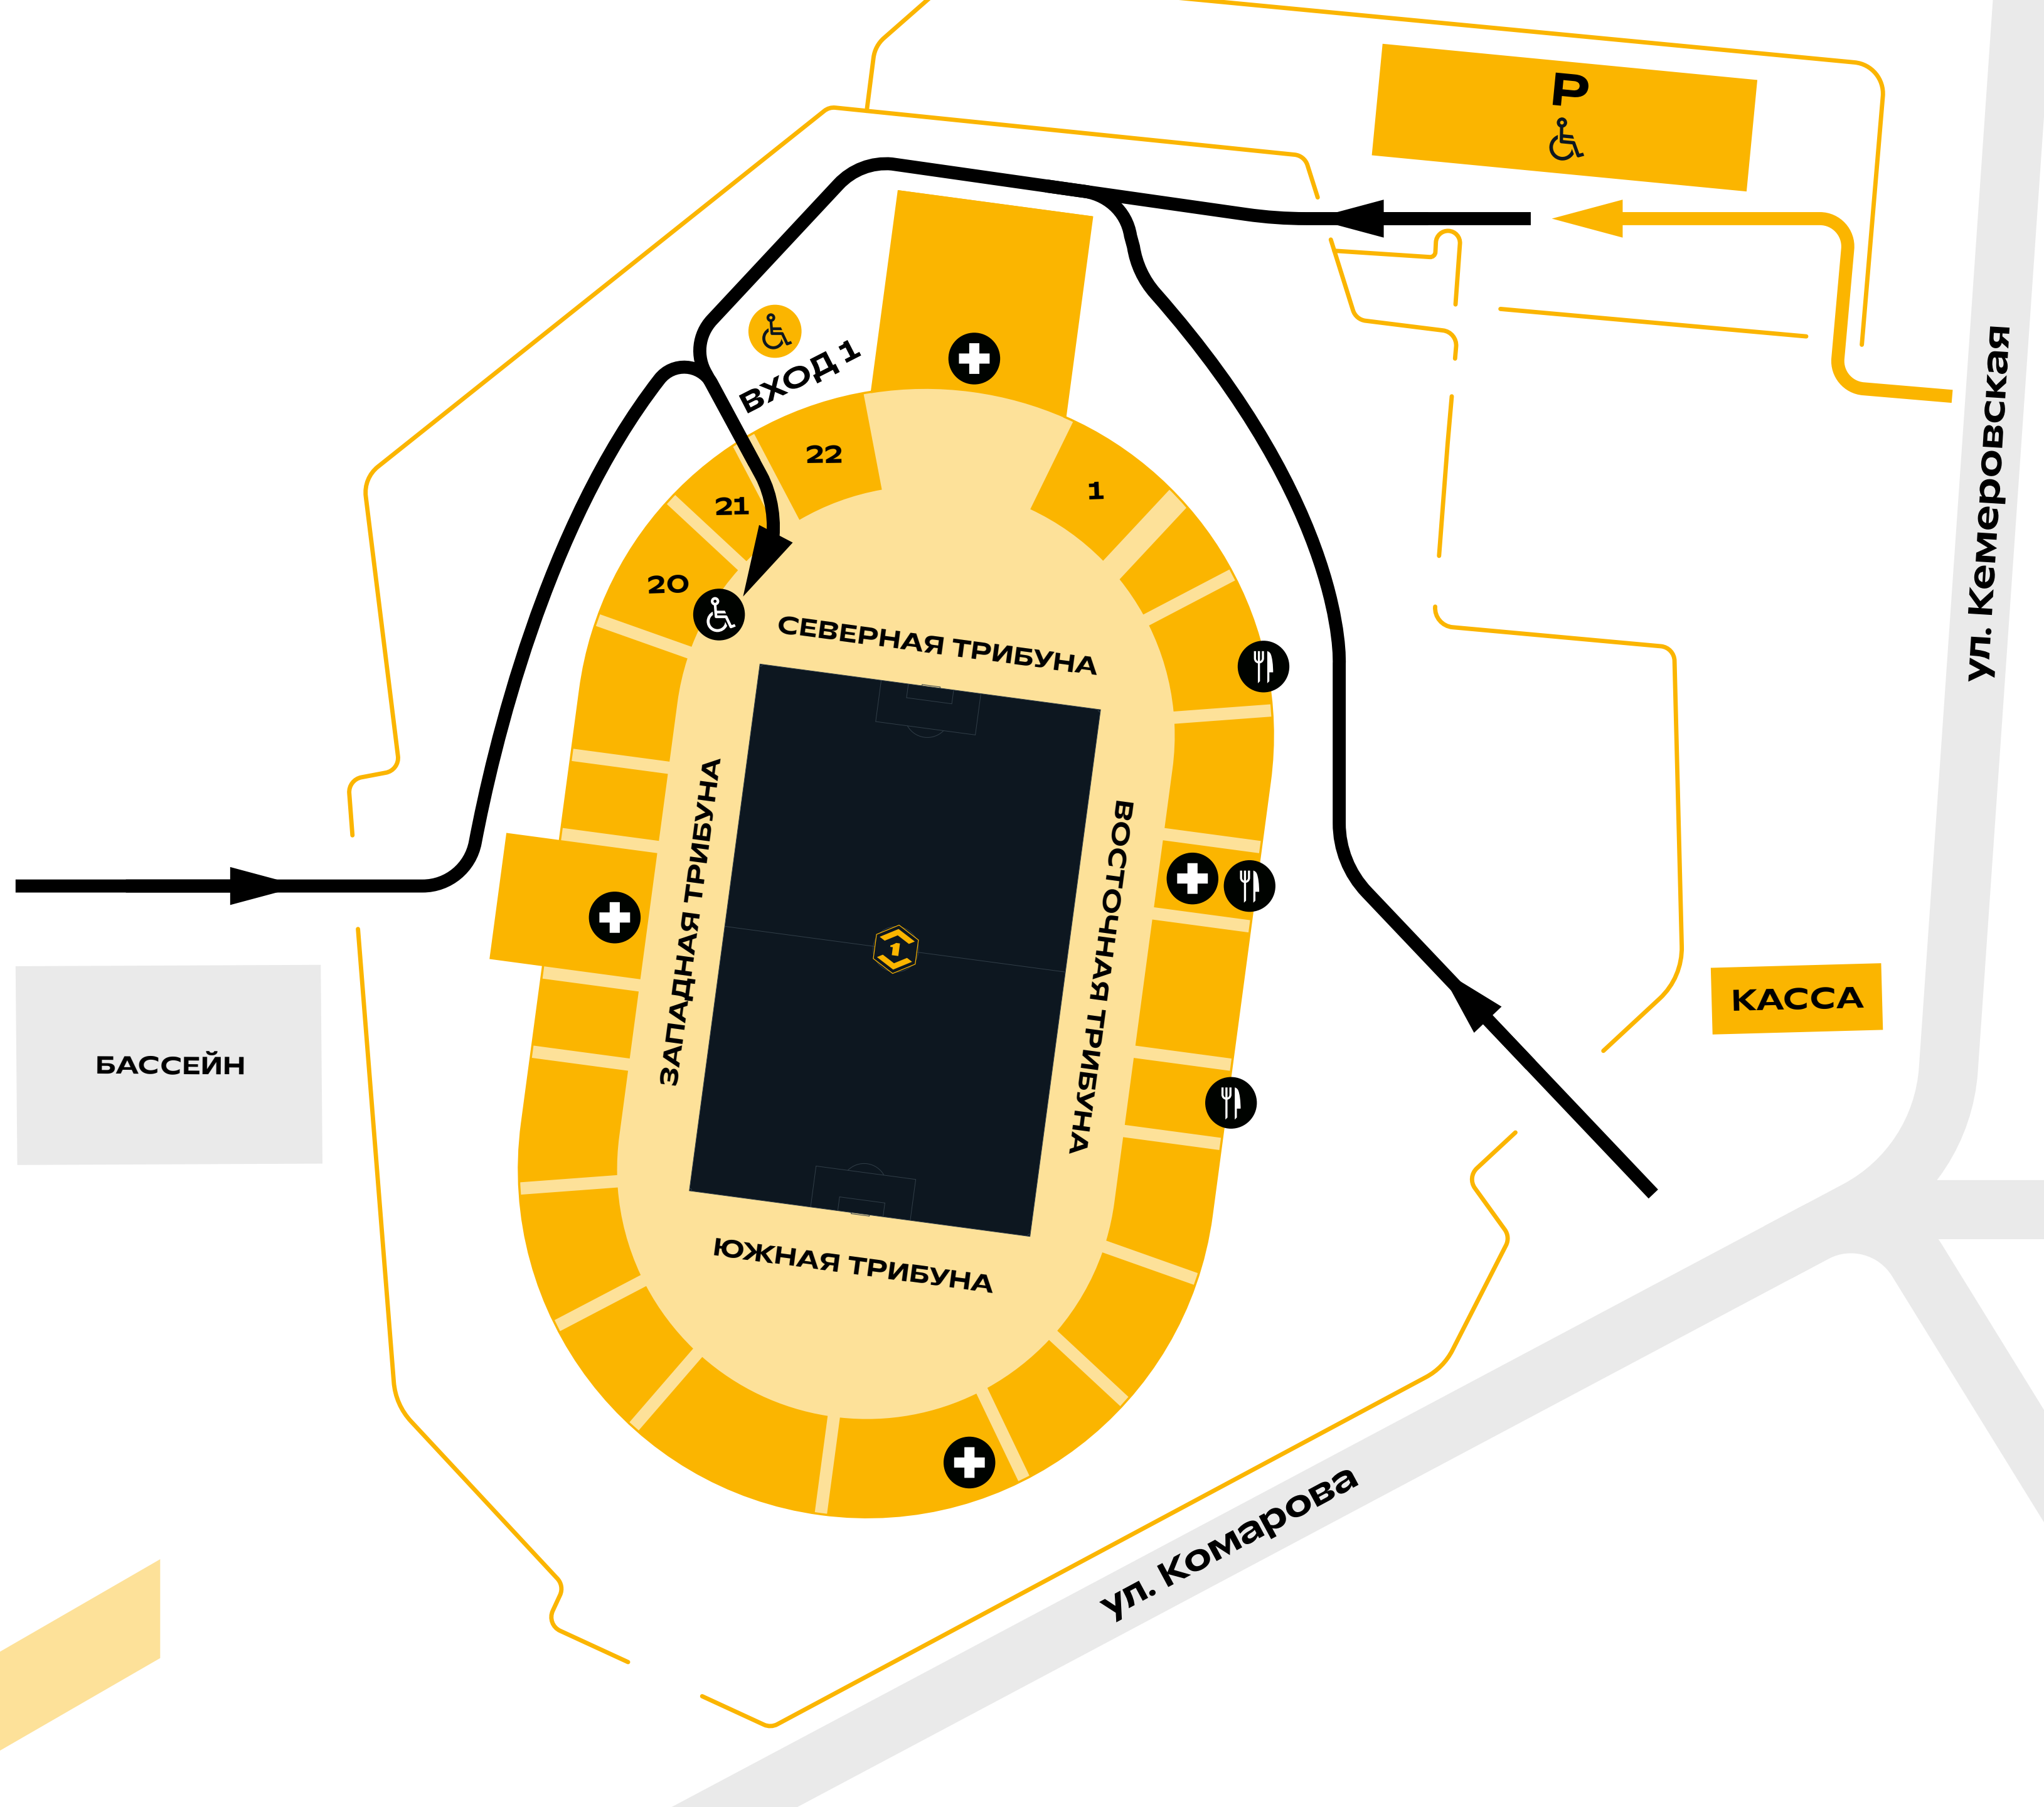 P
ул. Кемеровская
ВХОД 1
22
1
21
20
СЕВЕРНАЯ ТРИБУНА
ЗАПАДНАЯ ТРИБУНА
ВОСТОЧНАЯ ТРИБУНА
1
КАССА
БАССЕЙН
ЮЖНАЯ ТРИБУНА
ул. Комарова